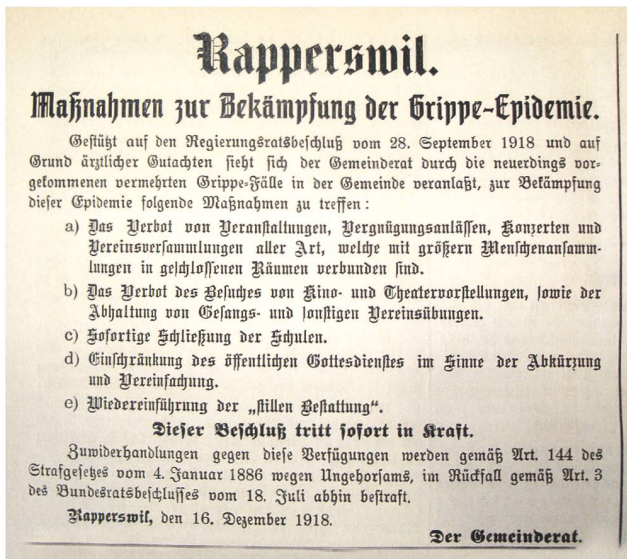 Rapperswil.
Maßnahmen zur Bekämpfung der Grippe-Epidemie.
Gestützt auf den Regierungsratsbeschluß vom 28. September 1918 und auf
Grund ärztlicher Gutachten sieht sich der Gemeinderat durch die neuerdings vor-
gekommenen vermehrten Grippe-Fälle in der Gemeinde veranlaßt, zur Bekämpfung
dieser Epidemie folgende Maßnahmen zu treffen:
a) Das Verbot von Veranstaltungen, Vergnügungsanlässen, Konzerten und
Vereinsversammlungen aller Art, welche mit größern Menschenansamm-
lungen in geschlossenen Räumen verbunden sind.
b) Das Verbot des Besuches von Kino- und Theatervorstellungen, sowie der
Abhaltung von Gesangs- und sonstigen Vereinsübungen.
c) Sofortige Schließung der Schulen.
d) Einschränkung des öffentlichen Gottesdienstes im Sinne der Abkürzung
und Vereinfachung.
e) Wiedereinführung der „stillen Bestattung“.
Dieser Beschluß tritt sofort in Kraft.
Zuwiderhandlungen gegen diese Verfügungen werden gemäß Art. 144 des
Strafgesetzes vom 4. Januar 1886 wegen Ungehorsams, im Rückfall gemäß Art. 3
des Bundesratsbeschlusses vom 18. Juli abhin bestraft.
Rapperswil, den 16. Dezember 1918.
Der Gemeinderat.